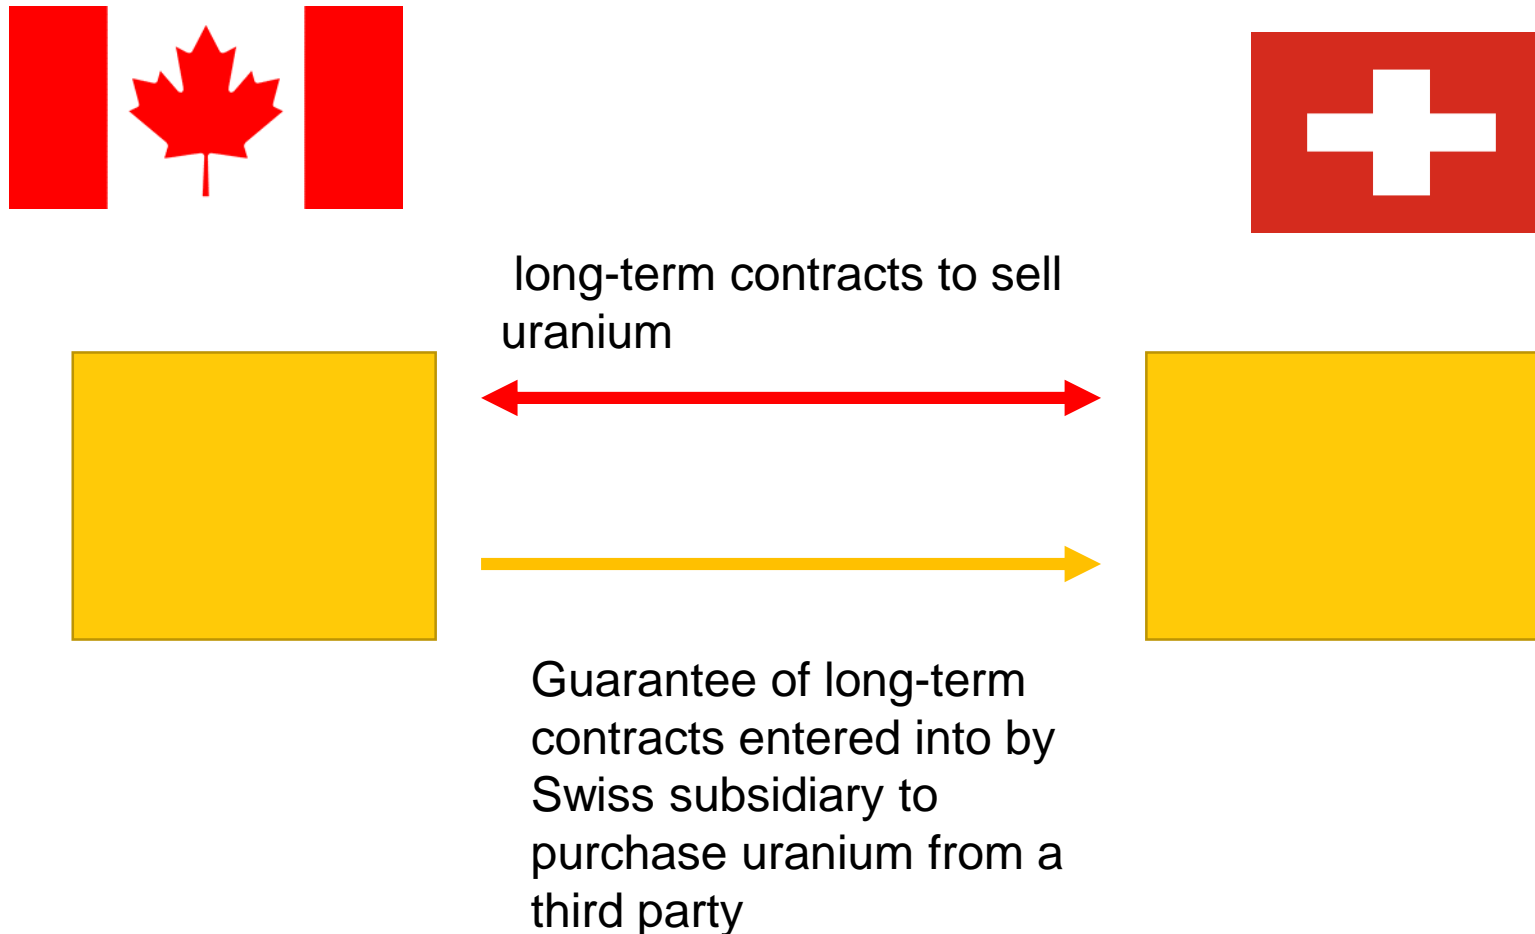 long-term contracts to sell
uranium
Guarantee of long-term
contracts entered into by
Swiss subsidiary to
purchase uranium from a
third party